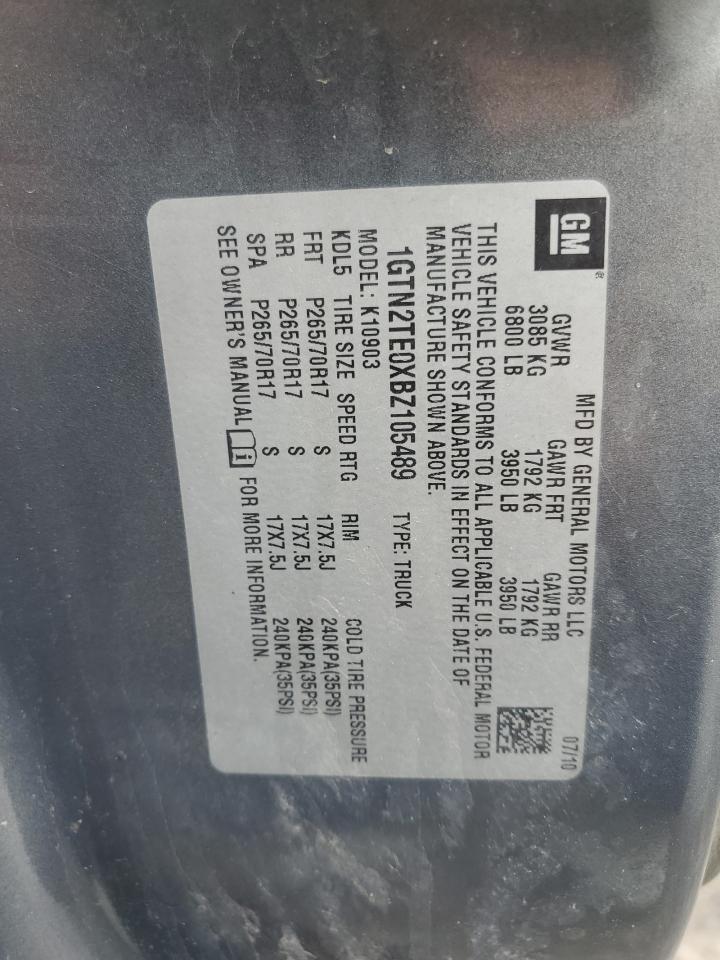 GM®
MFD BY GENERAL MOTORS LLC 07/10
GVWR GAWR FRT GAWR RR
3085 KG 1792 KG 1792 KG
6800 LB 3950 LB 3950 LB
THIS VEHICLE CONFORMS TO ALL APPLICABLE U.S. FEDERAL MOTOR
VEHICLE SAFETY STANDARDS IN EFFECT ON THE DATE OF
MANUFACTURE SHOWN ABOVE.
1GTN2TE0XBZ105489 TYPE: TRUCK
MODEL: K10903
KDL5 TIRE SIZE SPEED RTG RIM COLD TIRE PRESSURE
FRT P265/70R17 S 17X7.5J 240KPA(35PSI)
RR P265/70R17 S 17X7.5J 240KPA(35PSI)
SPA P265/70R17 S 17X7.5J 240KPA(35PSI)
SEE OWNER'S MANUAL i FOR MORE INFORMATION.